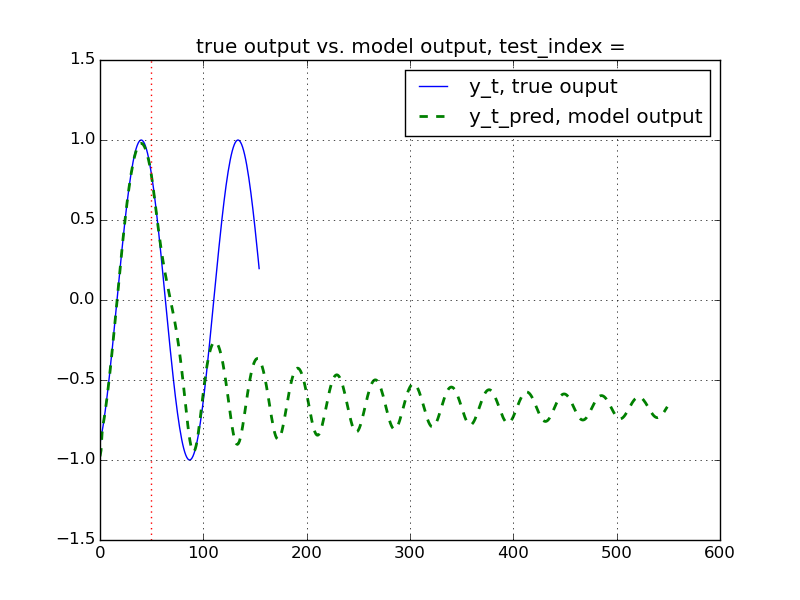 true output vs. model output, test_index =
y_t, true ouput
y_t_pred, model output
1.5
1.0
0.5
0.0
−0.5
−1.0
−1.5
0 100 200 300 400 500 600